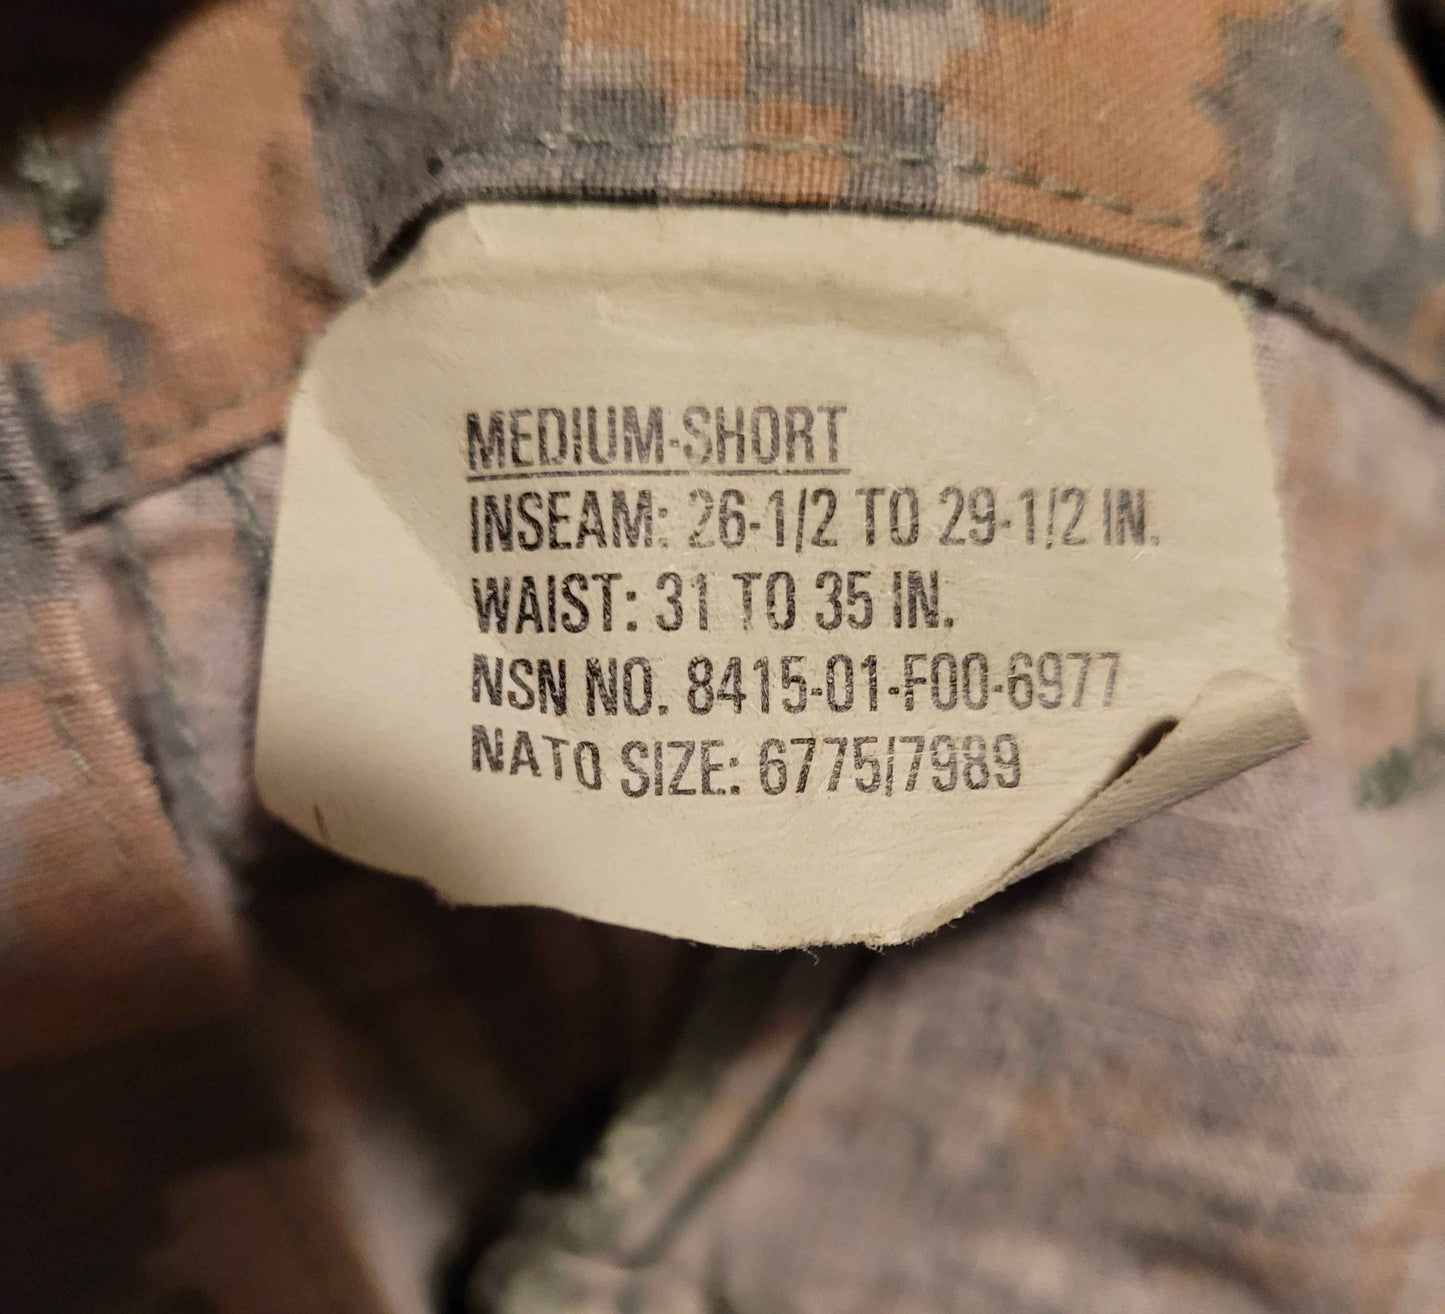 MEDIUM-SHORT
INSEAM: 26-1/2 TO 29-1/2 IN.
WAIST: 31 TO 35 IN.
NSN NO. 8415-01-F00-6977
NATO SIZE: 6775/7989